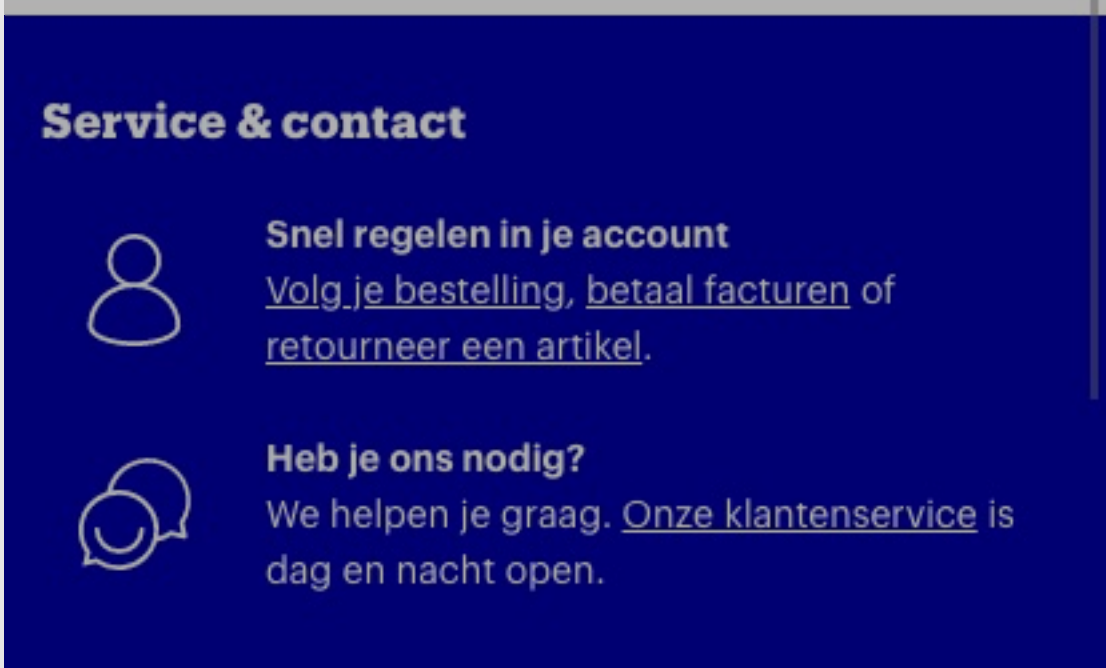 Service & contact
Snel regelen in je account
Volg je bestelling, betaal facturen of
retourneer een artikel.
Heb je ons nodig?
We helpen je graag. Onze klantenservice is
dag en nacht open.